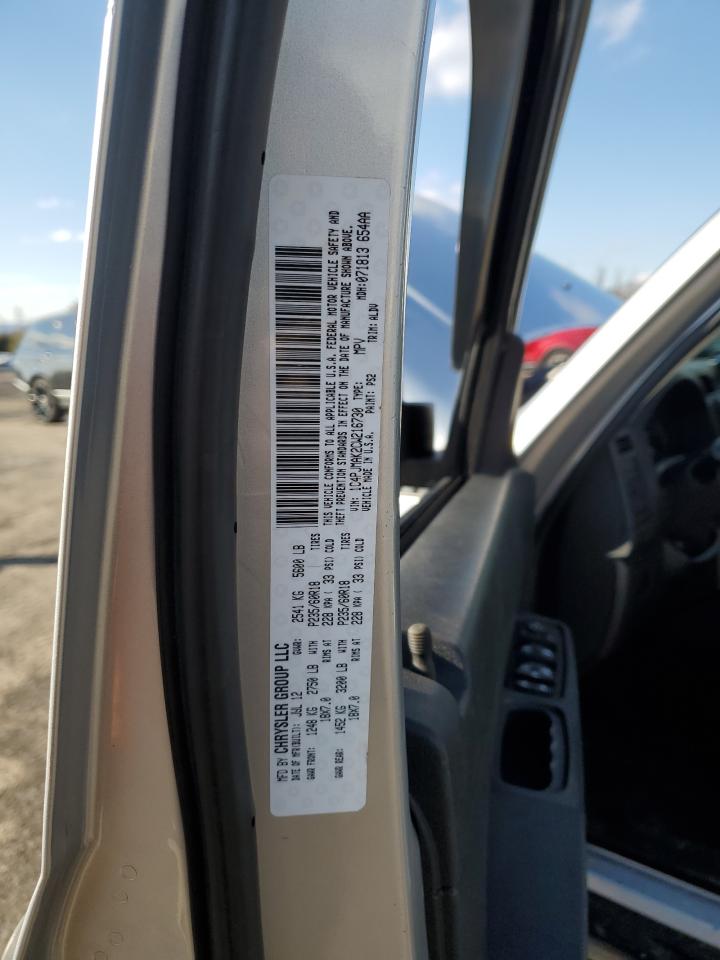 MFD BY CHRYSLER GROUP LLC
DATE OF MFR(BUILT): JUL 12 GVWR: 2541 KG 5600 LB
GAWR FRONT: 1248 KG 2750 LB WITH P235/60R18 TIRES
RIMS AT 18X7.0 228 KPA ( 33 PSI) COLD
GAWR REAR: 1452 KG 3200 LB WITH P235/60R18 TIRES
RIMS AT 18X7.0 228 KPA ( 33 PSI) COLD
THIS VEHICLE CONFORMS TO ALL APPLICABLE U.S.A. FEDERAL MOTOR VEHICLE SAFETY AND
THEFT PREVENTION STANDARDS IN EFFECT ON THE DATE OF MANUFACTURE SHOWN ABOVE.
VIN: 1C4PJMAK2CW216730 TYPE: MPV MDH:071813 654AA
VEHICLE MADE IN U.S.A. PAINT: PS2 TRIM: ALDV